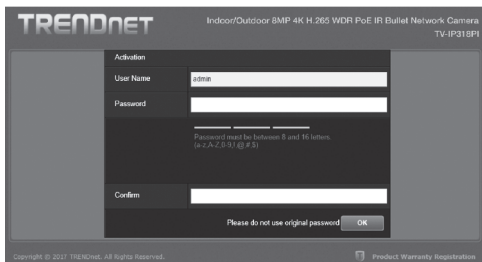 TRENDnet
Indoor/Outdoor 8MP 4K H.265 WDR PoE IR Bullet Network Camera
TV-IP318PI
Activation
User Name
admin
Password
Password must be between 8 and 16 letters.
(a-z,A-Z,0-9,!,@,#,$)
Confirm
Please do not use original password
OK
Copyright © 2017 TRENDnet. All Rights Reserved.
Product Warranty Registration